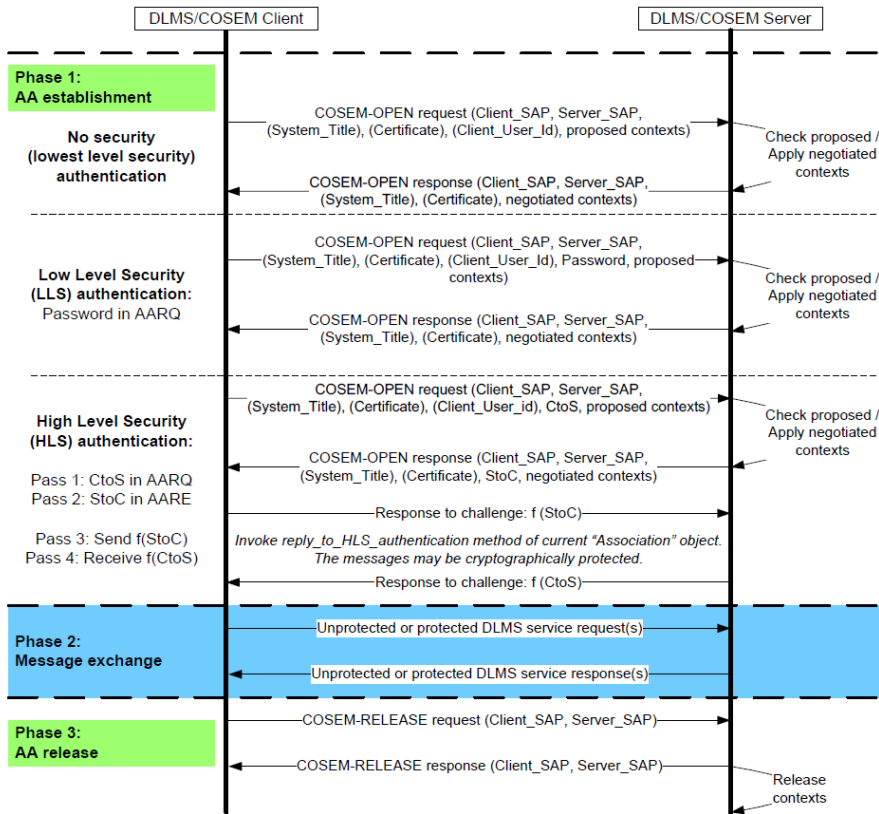 DLMS/COSEM Client
DLMS/COSEM Server
Phase 1:
AA establishment
No security
(lowest level security)
authentication
COSEM-OPEN request (Client_SAP, Server_SAP,
(System_Title), (Certificate), (Client_User_Id), proposed contexts)
Check proposed /
Apply negotiated
contexts
COSEM-OPEN response (Client_SAP, Server_SAP,
(System_Title), (Certificate), negotiated contexts)
Low Level Security
(LLS) authentication:
Password in AARQ
COSEM-OPEN request (Client_SAP, Server_SAP,
(System_Title), (Certificate), (Client_User_Id), Password, proposed
contexts)
Check proposed /
Apply negotiated
contexts
COSEM-OPEN response (Client_SAP, Server_SAP,
(System_Title), (Certificate), negotiated contexts)
High Level Security
(HLS) authentication:
Pass 1: CtoS in AARQ
Pass 2: StoC in AARE
Pass 3: Send f(StoC)
Pass 4: Receive f(CtoS)
COSEM-OPEN request (Client_SAP, Server_SAP,
(System_Title), (Certificate), (Client_User_id), CtoS, proposed contexts)
Check proposed /
Apply negotiated
contexts
COSEM-OPEN response (Client_SAP, Server_SAP,
(System_Title), (Certificate), StoC, negotiated contexts)
Response to challenge: f (StoC)
Invoke reply_to_HLS_authentication method of current “Association” object.
The messages may be cryptographically protected.
Response to challenge: f (CtoS)
Phase 2:
Message exchange
Unprotected or protected DLMS service request(s)
Unprotected or protected DLMS service response(s)
Phase 3:
AA release
COSEM-RELEASE request (Client_SAP, Server_SAP)
COSEM-RELEASE response (Client_SAP, Server_SAP)
Release
contexts